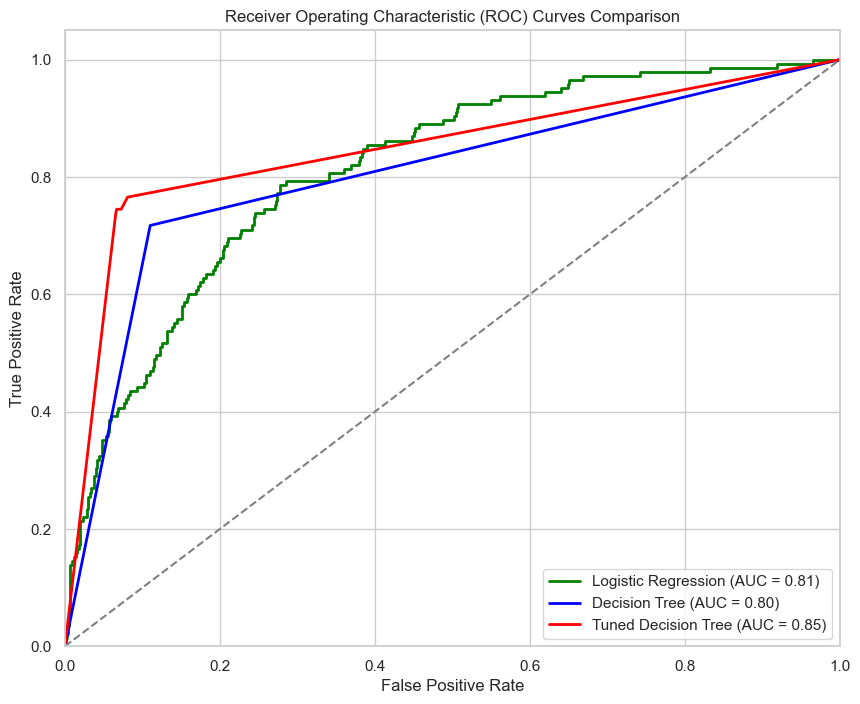 Receiver Operating Characteristic (ROC) Curves Comparison
True Positive Rate
1.0
0.8
0.6
0.4
0.2
0.0
0.0 0.2 0.4 0.6 0.8 1.0
False Positive Rate
Logistic Regression (AUC = 0.81)
Decision Tree (AUC = 0.80)
Tuned Decision Tree (AUC = 0.85)